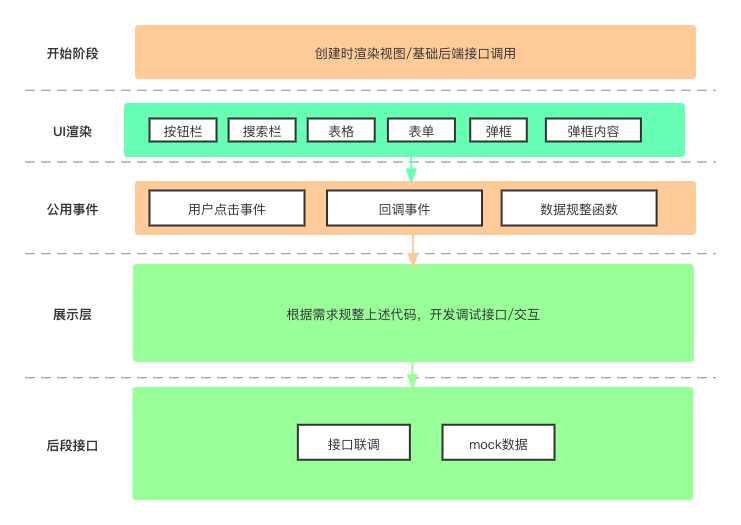 开始阶段
创建时渲染视图/基础后端接口调用
UI渲染
按钮栏
搜索栏
表格
表单
弹框
弹框内容
公用事件
用户点击事件
回调事件
数据规整函数
展示层
根据需求规整上述代码，开发调试接口/交互
后段接口
接口联调
mock数据